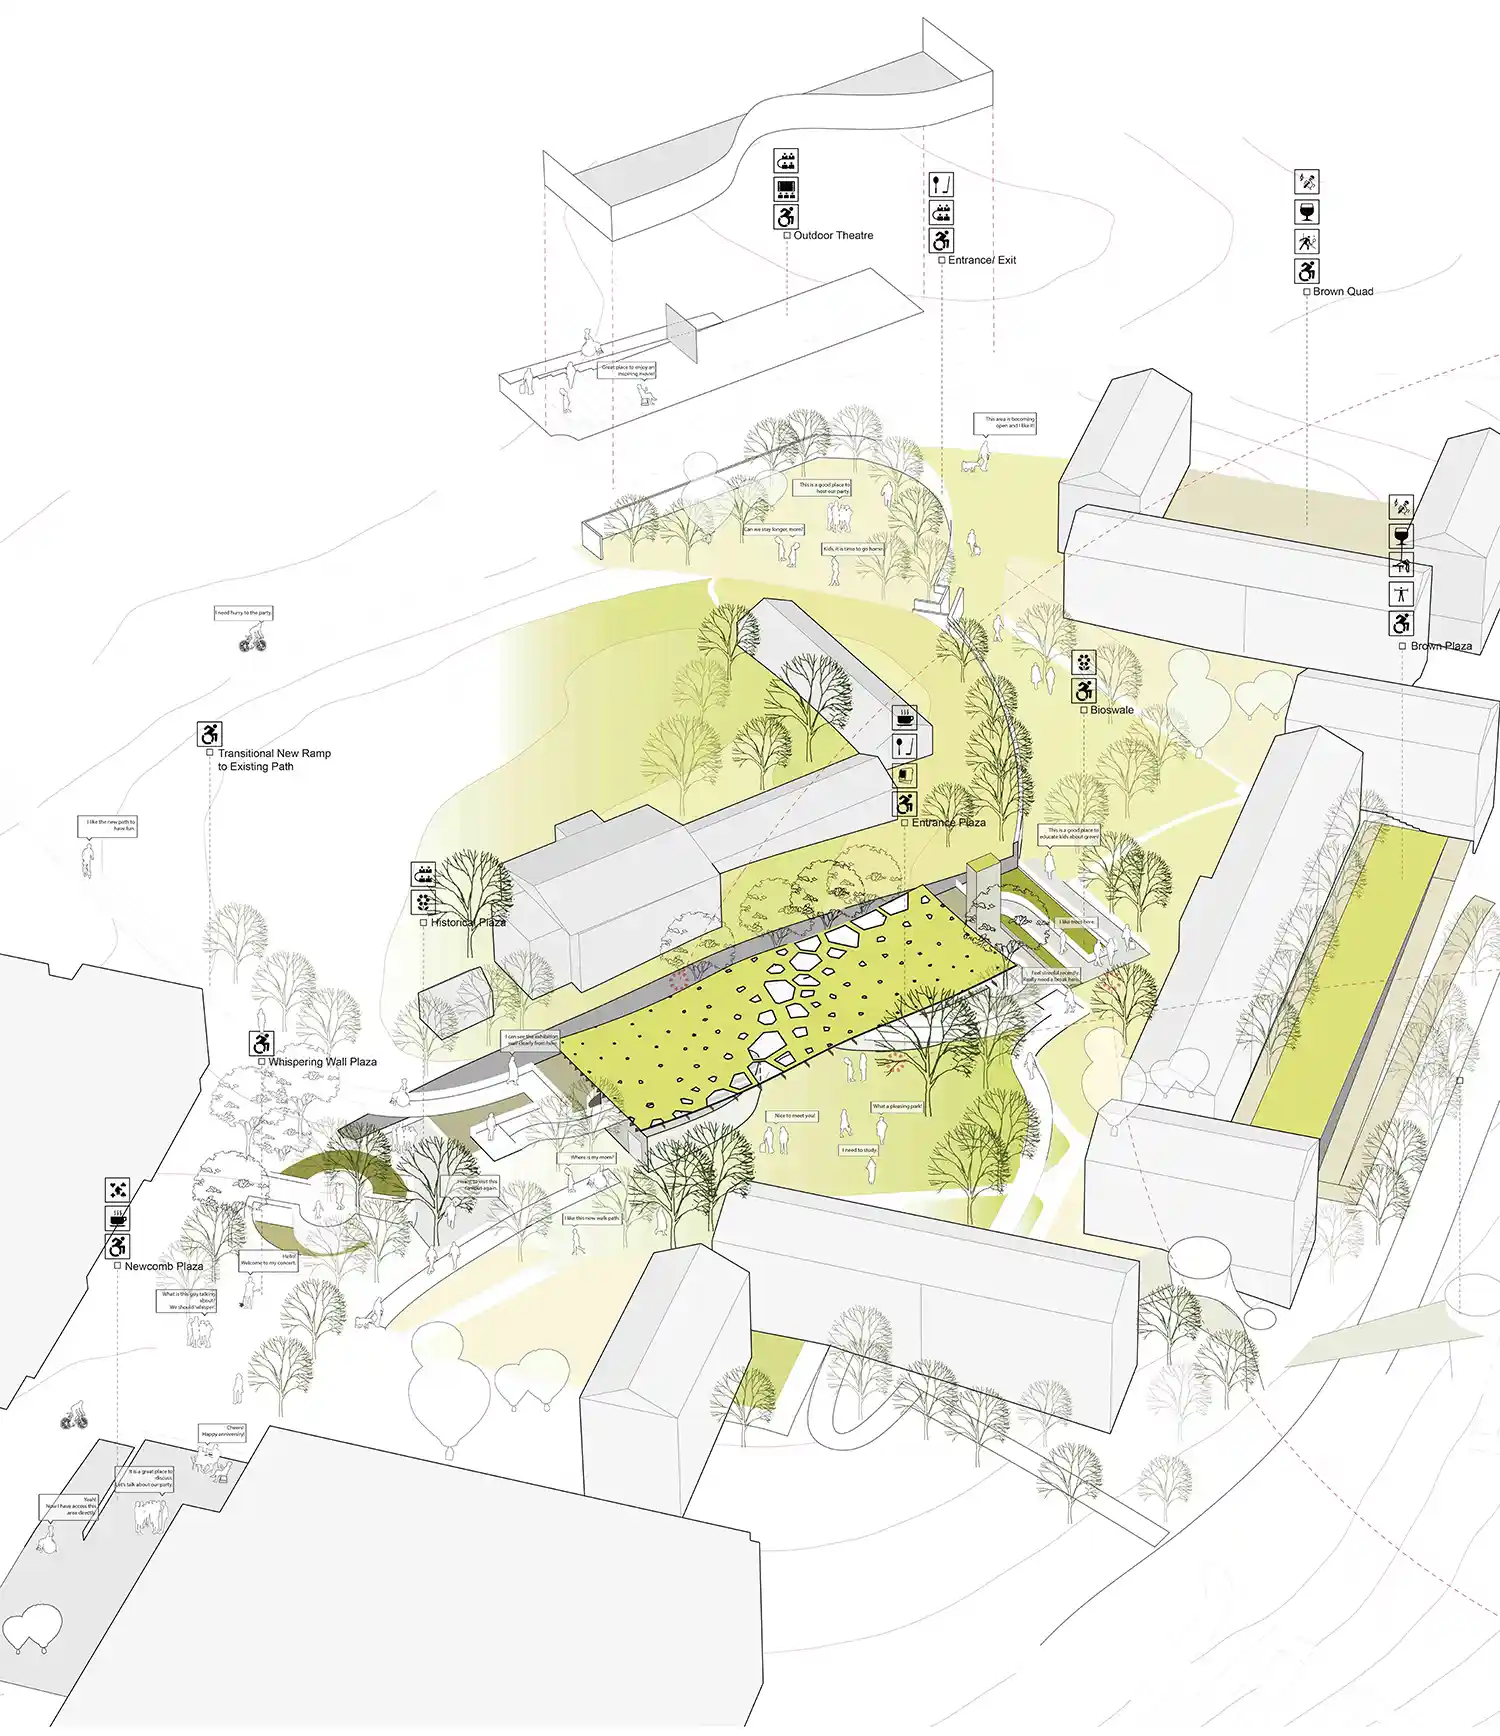 Outdoor Theatre
Entrance/ Exit
Brown Quad
Great place to enjoy an
inspiring movie!
This area is becoming
open and I like it!
This is a good place to
host our party.
Can we stay longer, mom?
Kids, it is time to go home.
I need hurry to the party.
Brown Plaza
Bioswale
Transitional New Ramp
to Existing Path
I like the new path to
have fun.
Entrance Plaza
This is a good place to
educate kids about green!
Historical Plaza
I like trees here.
Feel stressful recently.
Really need a break here.
I can see the exhibition
wall clearly from here.
Whispering Wall Plaza
Nice to meet you!
What a pleasing park!
I need to study.
Where is my mom?
I want to visit this
campus again.
I like this new walk path.
Newcomb Plaza
Hello!
Welcome to my concert.
What is this guy talking
about?
We should 'whisper'.
Cheers!
Happy anniversary!
It is a great place to
discuss.
Let's talk about our party.
Yeah!
Now I have access this
area directly.